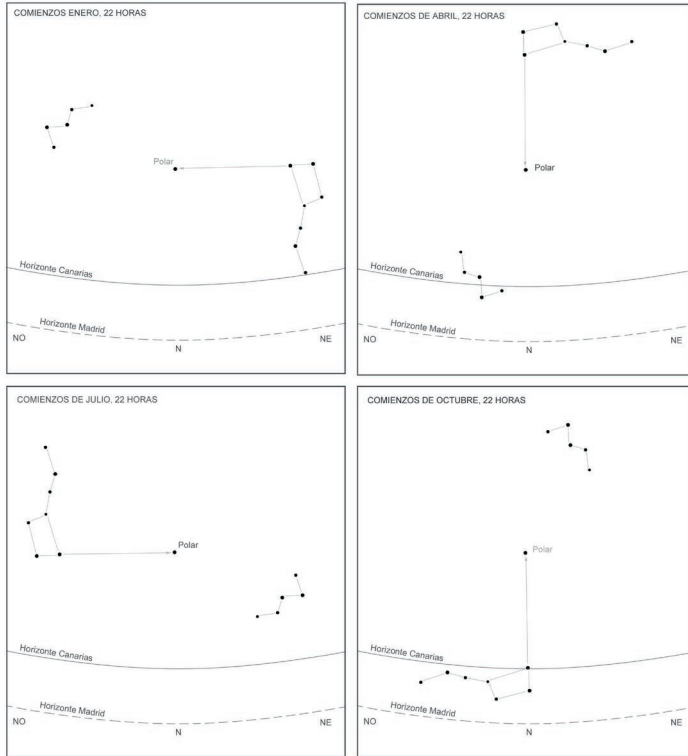 COMIENZOS ENERO, 22 HORAS
Polar
Horizonte Canarias
Horizonte Madrid
NO
N
NE
COMIENZOS DE ABRIL, 22 HORAS
Polar
Horizonte Canarias
Horizonte Madrid
NO
N
NE
COMIENZOS DE JULIO, 22 HORAS
Polar
Horizonte Canarias
Horizonte Madrid
NO
N
NE
COMIENZOS DE OCTUBRE, 22 HORAS
Polar
Horizonte Canarias
Horizonte Madrid
NO
N
NE